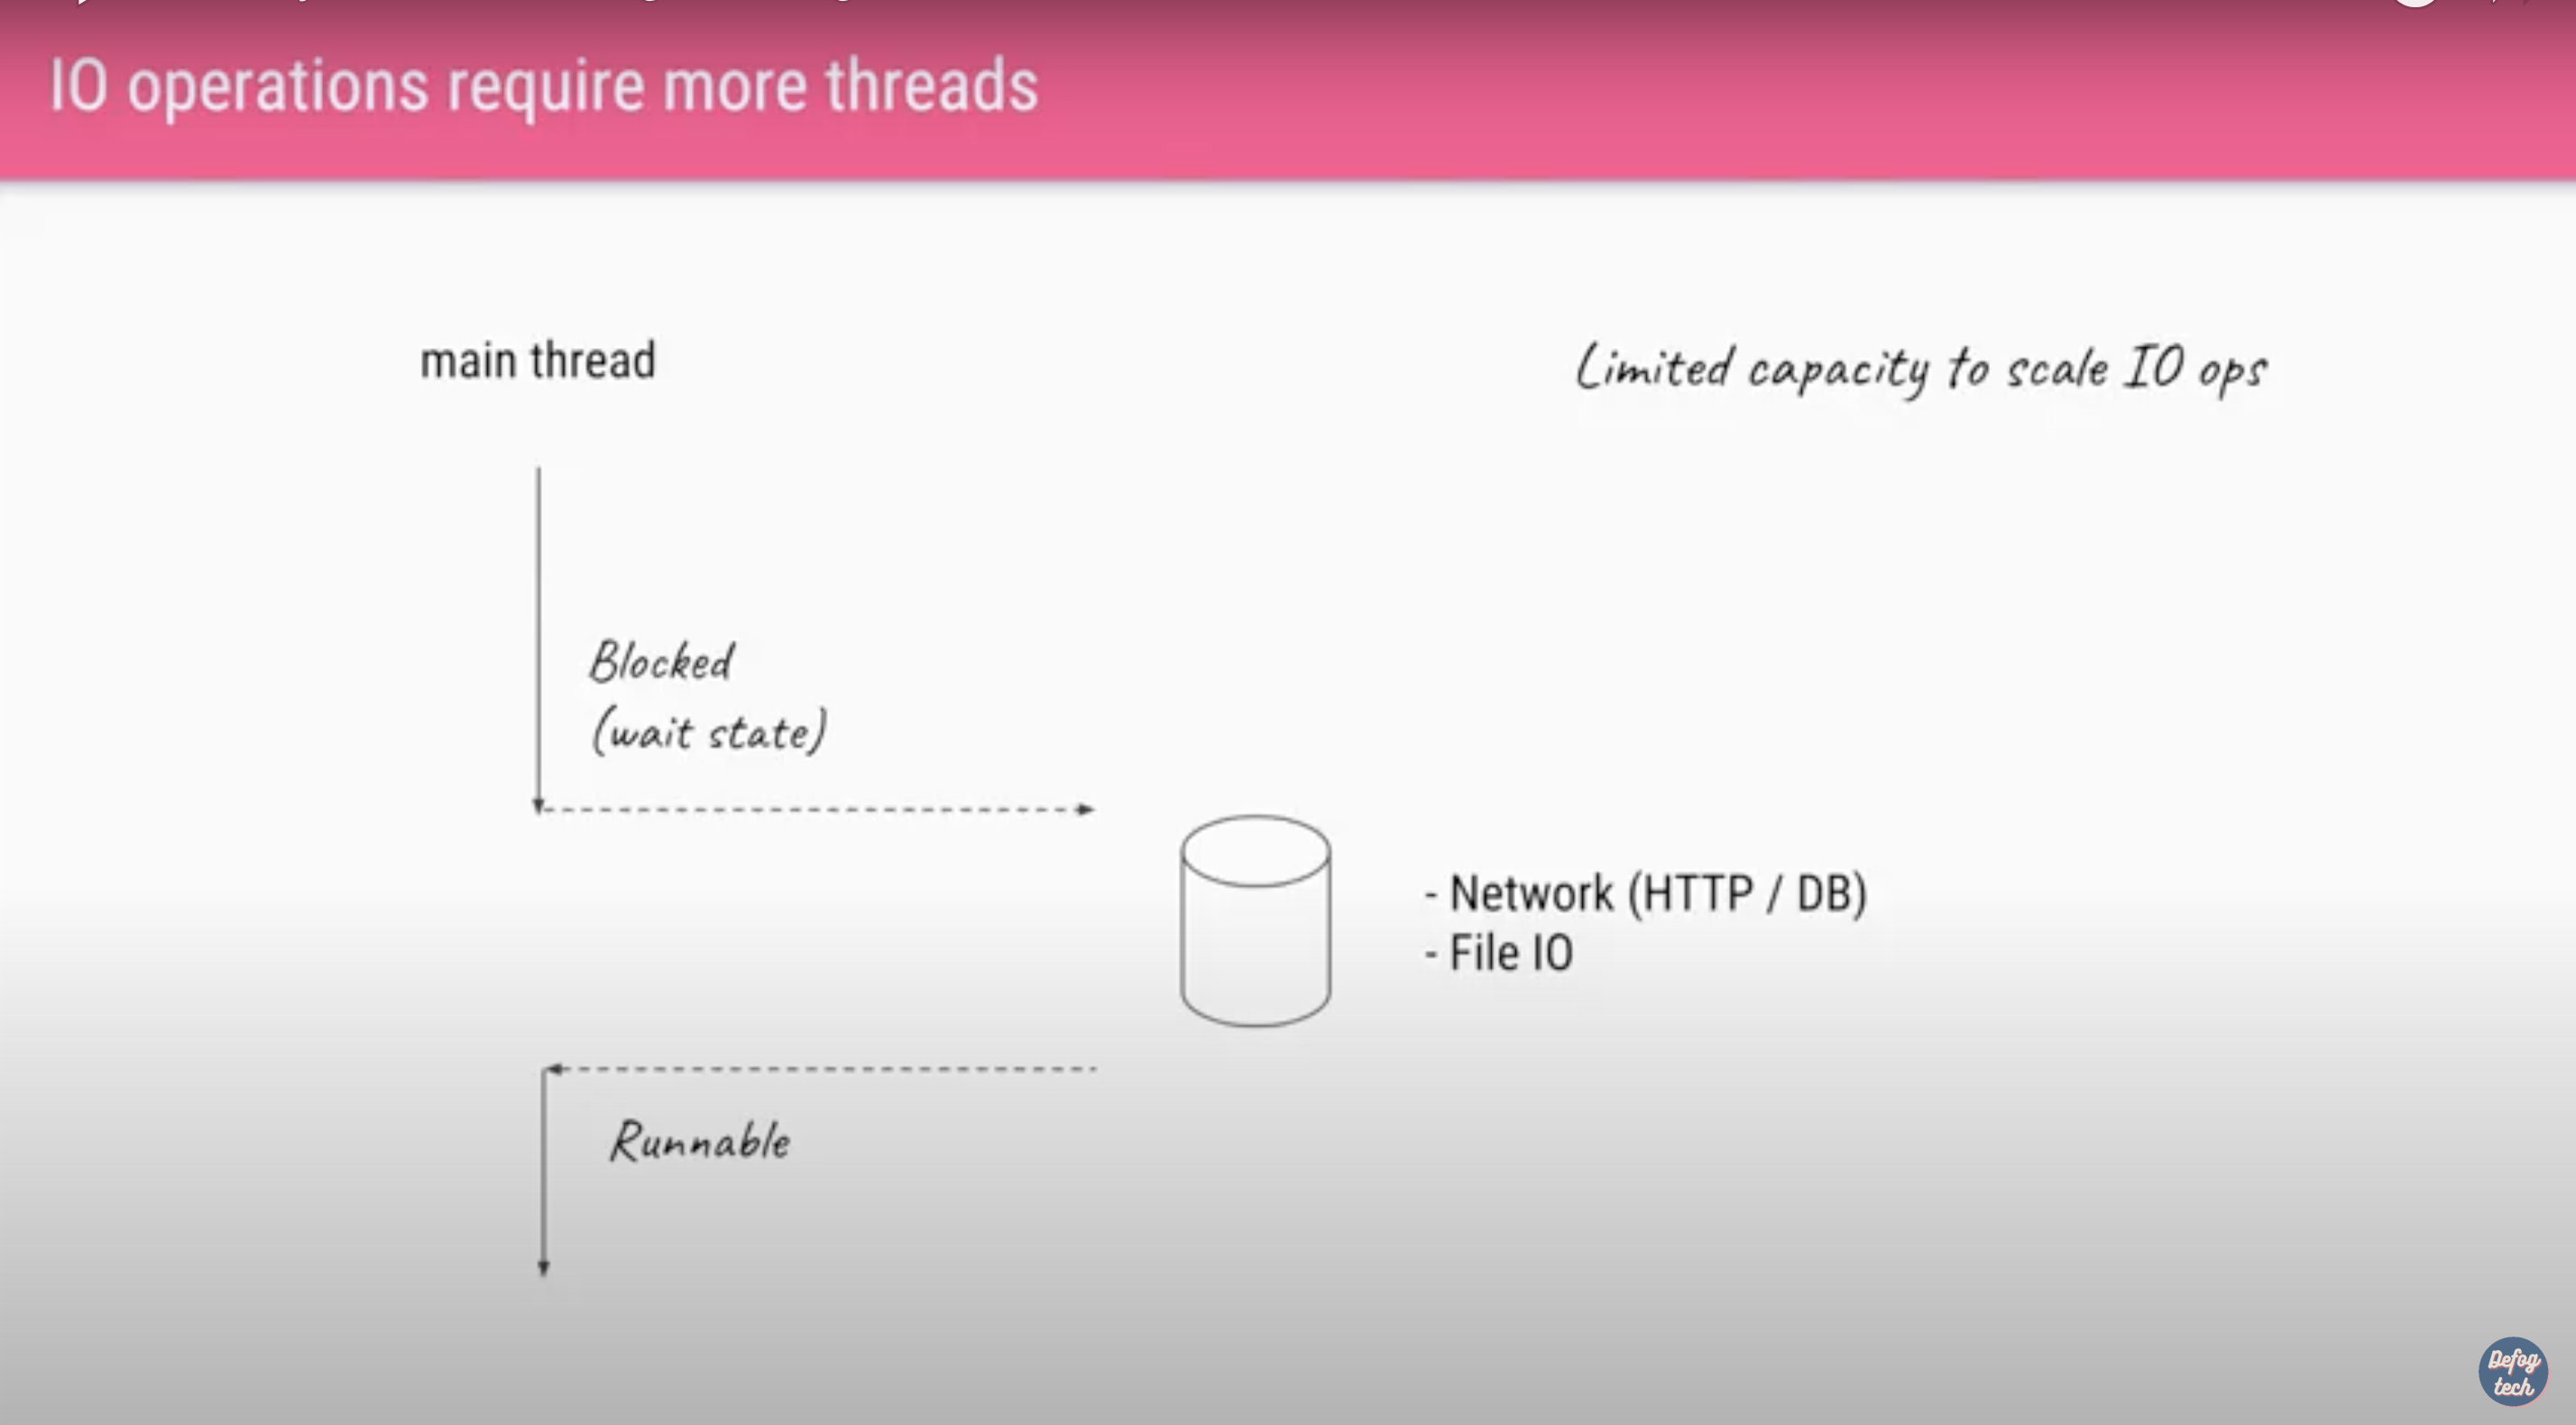 IO operations require more threads
main thread
Limited capacity to scale IO ops
Blocked
(wait state)
- Network (HTTP / DB)
- File IO
Runnable
Defog
tech